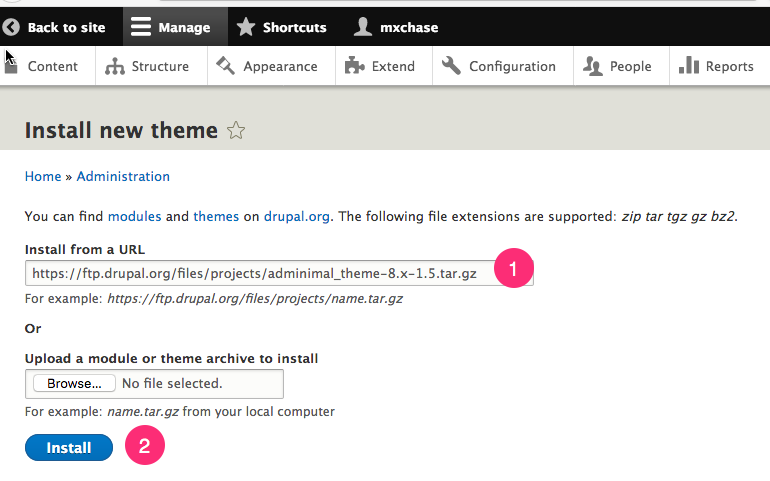 Back to site Manage Shortcuts mxchase
Content Structure Appearance Extend Configuration People Reports
Install new theme
Home » Administration
You can find modules and themes on drupal.org. The following file extensions are supported: zip tar tgz gz bz2.
Install from a URL
https://ftp.drupal.org/files/projects/adminimal_theme-8.x-1.5.tar.gz 1
For example: https://ftp.drupal.org/files/projects/name.tar.gz
Or
Upload a module or theme archive to install
Browse... No file selected.
For example: name.tar.gz from your local computer
Install 2